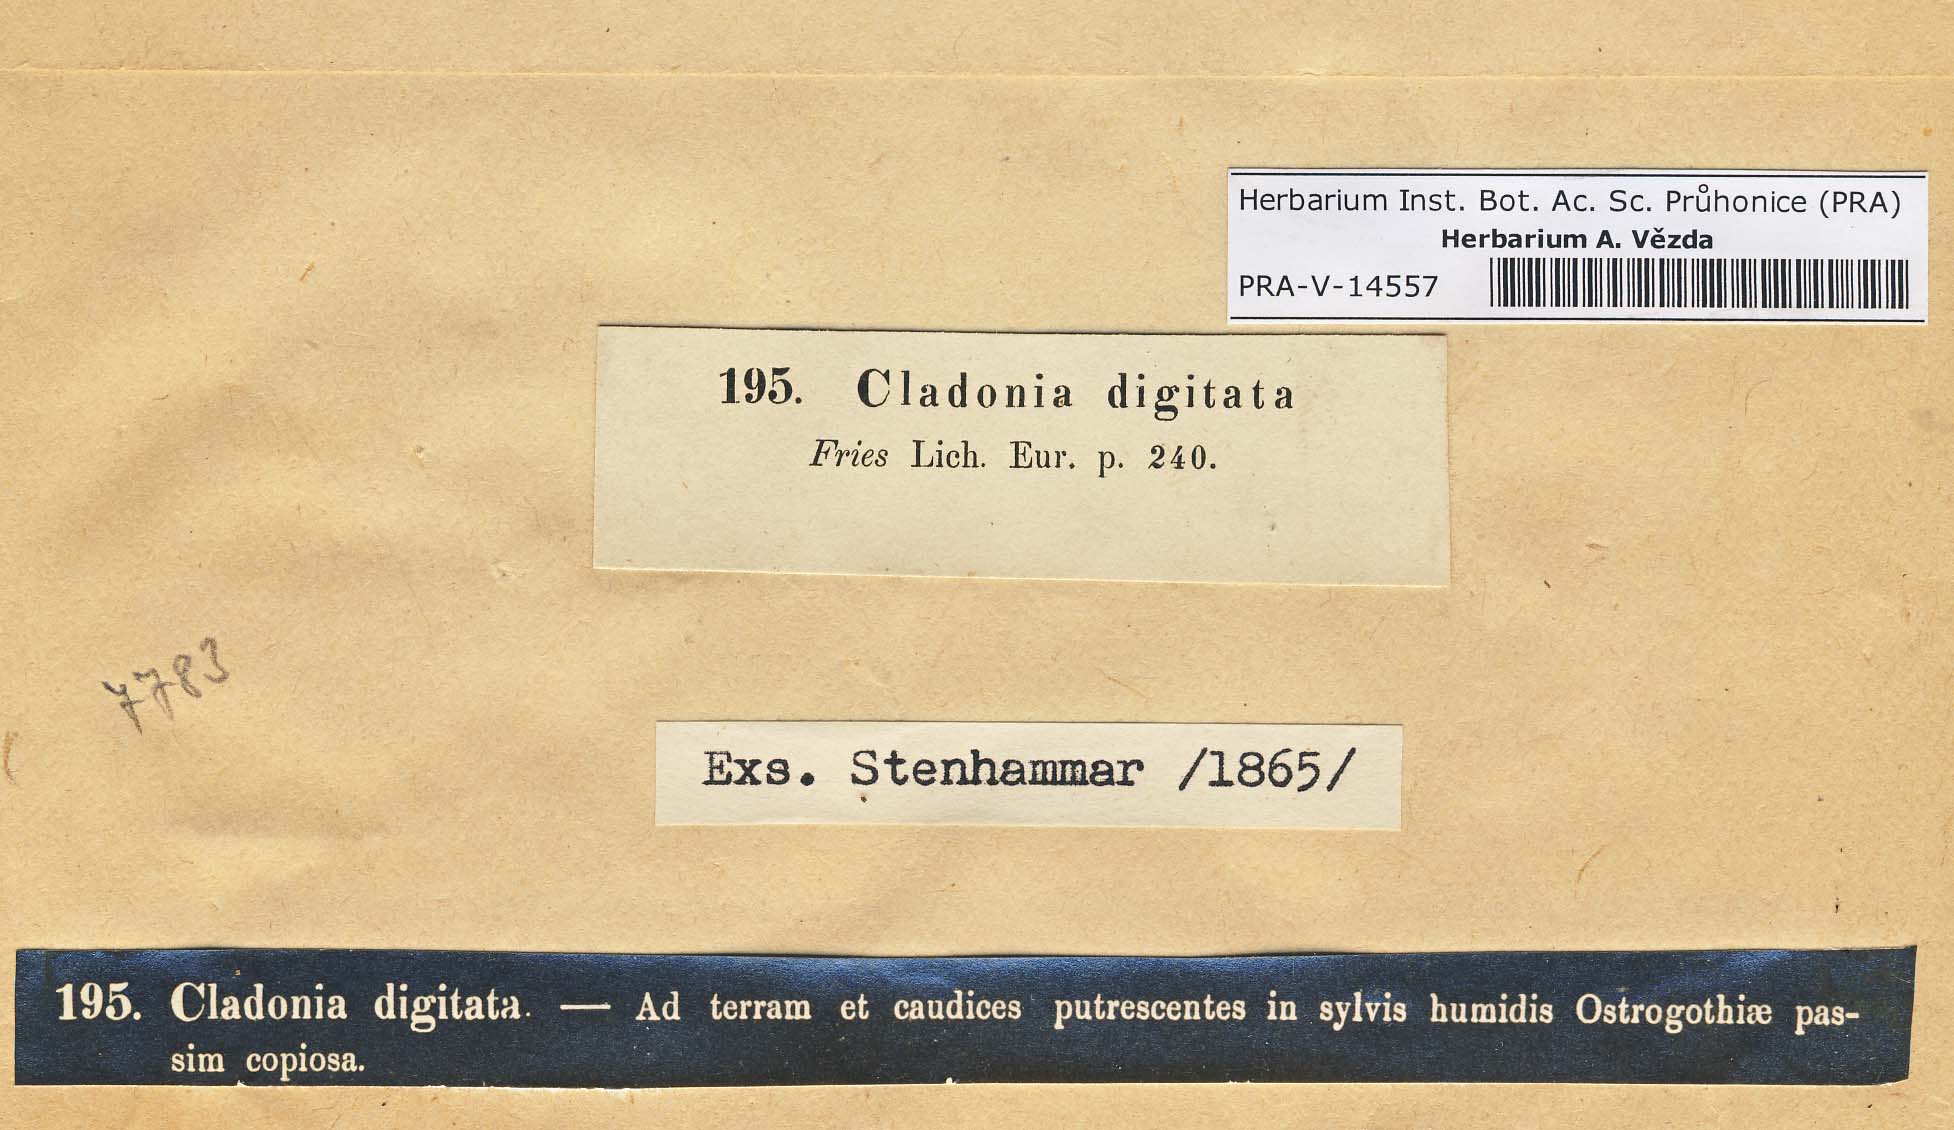 Herbarium Inst. Bot. Ac. Sc. Průhonice (PRA)
Herbarium A. Vězda
PRA-V-14557
195. Cladonia digitata
Fries Lich. Eur. p. 240.
7783
Exs. Stenhammar /1865/
195. Cladonia digitata. — Ad terram et caudices putrescentes in sylvis humidis Ostrogothiæ pas-
sim copiosa.